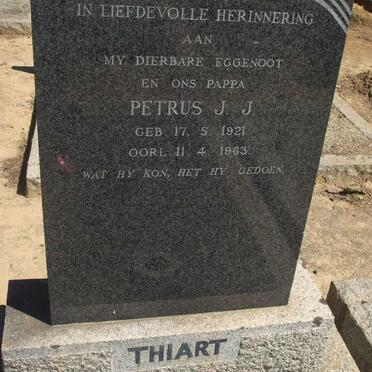 IN LIEFDEVOLLE HERINNERING
AAN
MY DIERBARE EGGENOOT
EN ONS PAPPA
PETRUS J. J.
GEB. 17. 5. 1921
OORL. 11. 4. 1963.
WAT HY KON, HET HY GEDOEN.
THIART